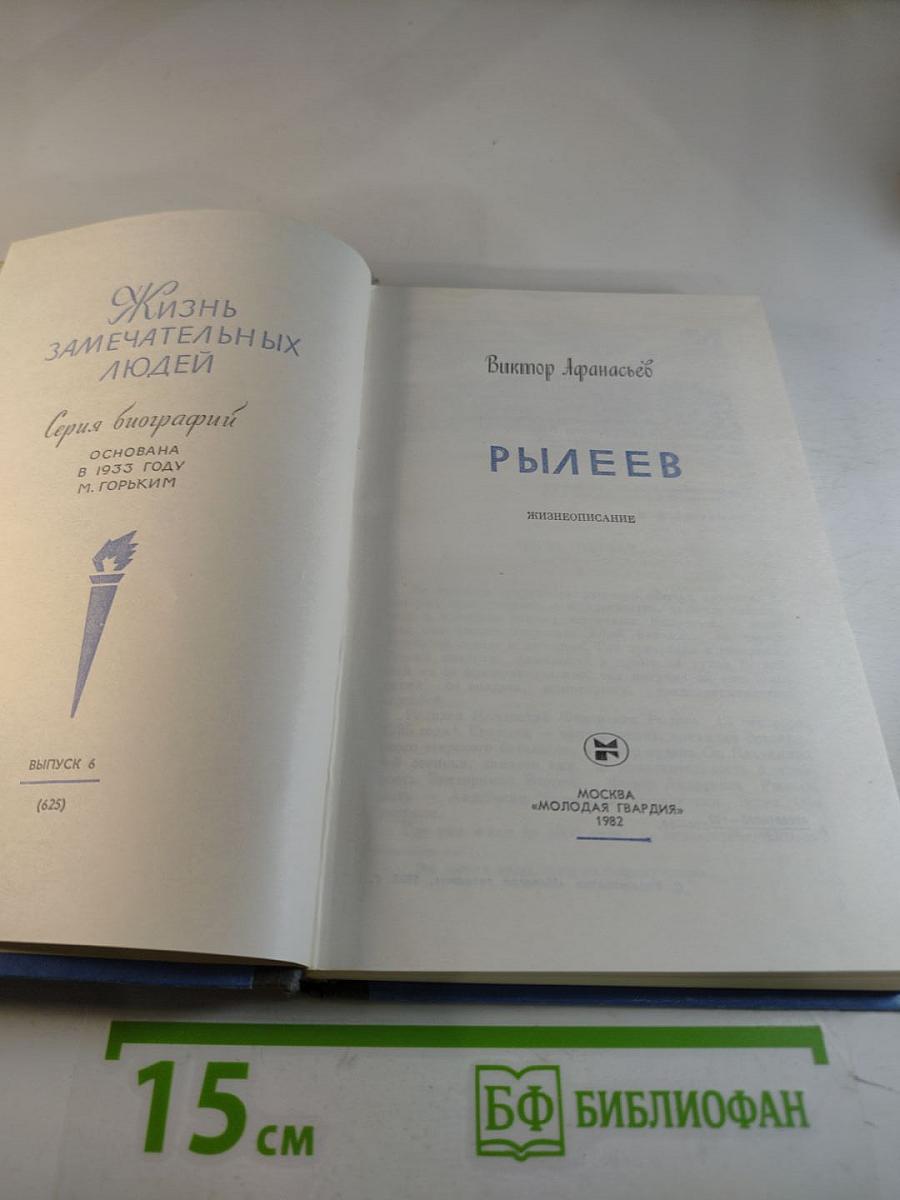 Жизнь
ЗАМЕЧАТЕЛЬНЫХ
ЛЮДЕЙ
Серия биографий
ОСНОВАНА
В 1933 ГОДУ
М. ГОРЬКИМ
ВЫПУСК 6
(625)
Виктор Афанасьев
РЫЛЕЕВ
ЖИЗНЕОПИСАНИЕ
МОСКВА
«МОЛОДАЯ ГВАРДИЯ»
1982
15 см
БФ БИБЛИОФАН